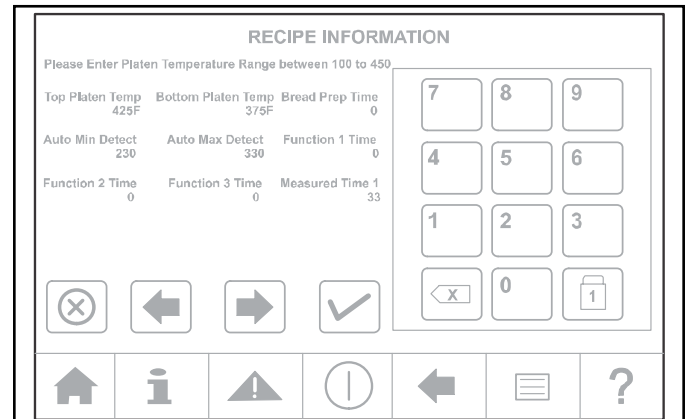 RECIPE INFORMATION
Please Enter Platen Temperature Range between 100 to 450
Top Platen Temp Bottom Platen Temp Bread Prep Time
425F 375F 0
Auto Min Detect Auto Max Detect Function 1 Time
230 330 0
Function 2 Time Function 3 Time Measured Time 1
0 0 33
7 8 9
4 5 6
1 2 3
X 0 1
i ! ?